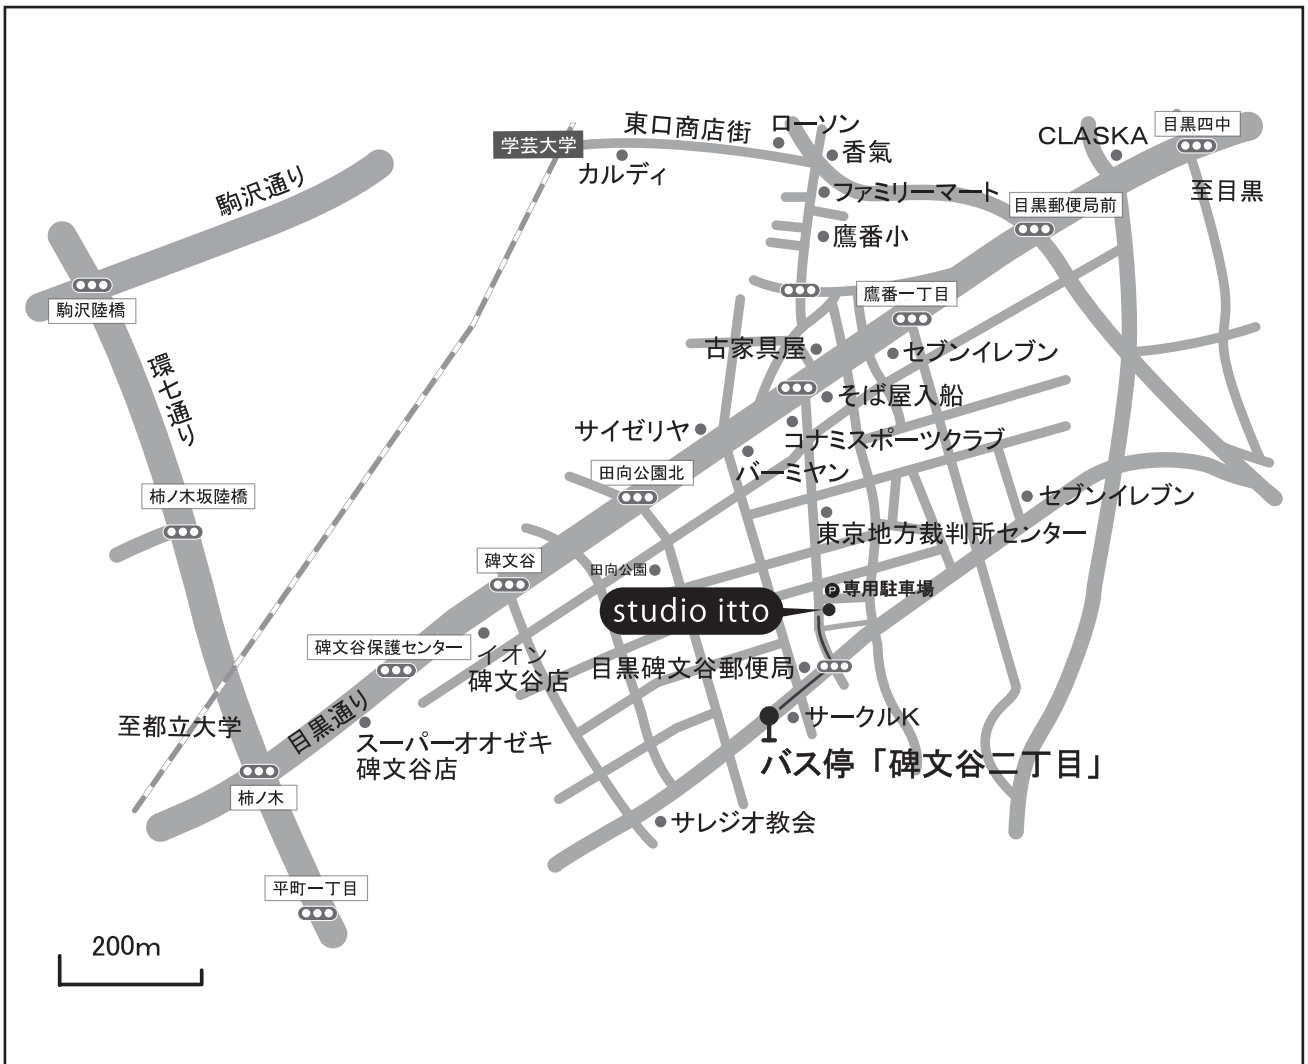 東口商店街
ローソン
CLASKA
目黒四中
学芸大学
香氣
カルディ
駒沢通り
ファミリーマート
至目黒
目黒郵便局前
鷹番小
鷹番一丁目
駒沢陸橋
古家具屋
セブンイレブン
環七通り
そば屋入船
サイゼリヤ
コナミスポーツクラブ
バーミヤン
田向公園北
柿ノ木坂陸橋
セブンイレブン
東京地方裁判所センター
碑文谷
田向公園
P 専用駐車場
studio itto
碑文谷保護センター
イオン
碑文谷店
目黒碑文谷郵便局
至都立大学
目黒通り
サークルK
スーパーオオゼキ
碑文谷店
バス停「碑文谷二丁目」
柿ノ木
サレジオ教会
平町一丁目
200m